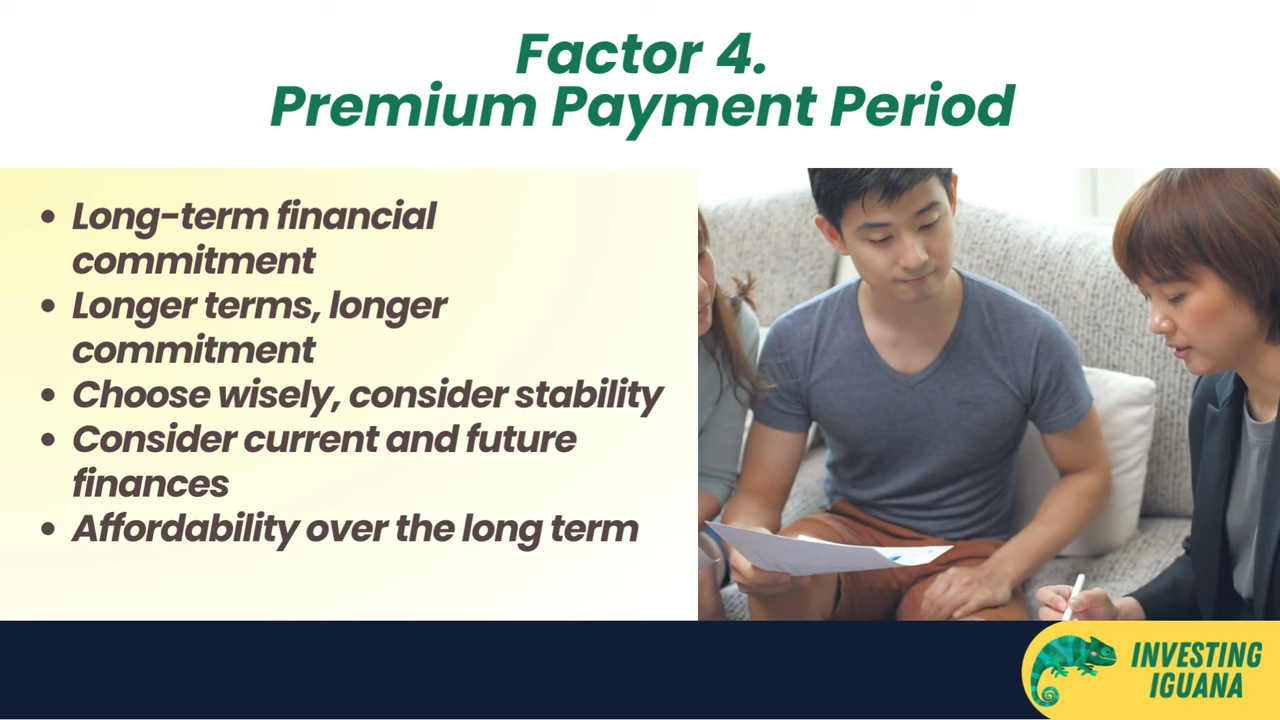 Factor 4.
Premium Payment Period
• Long-term financial
commitment
• Longer terms, longer
commitment
• Choose wisely, consider stability
• Consider current and future
finances
• Affordability over the long term
INVESTING
IGUANA